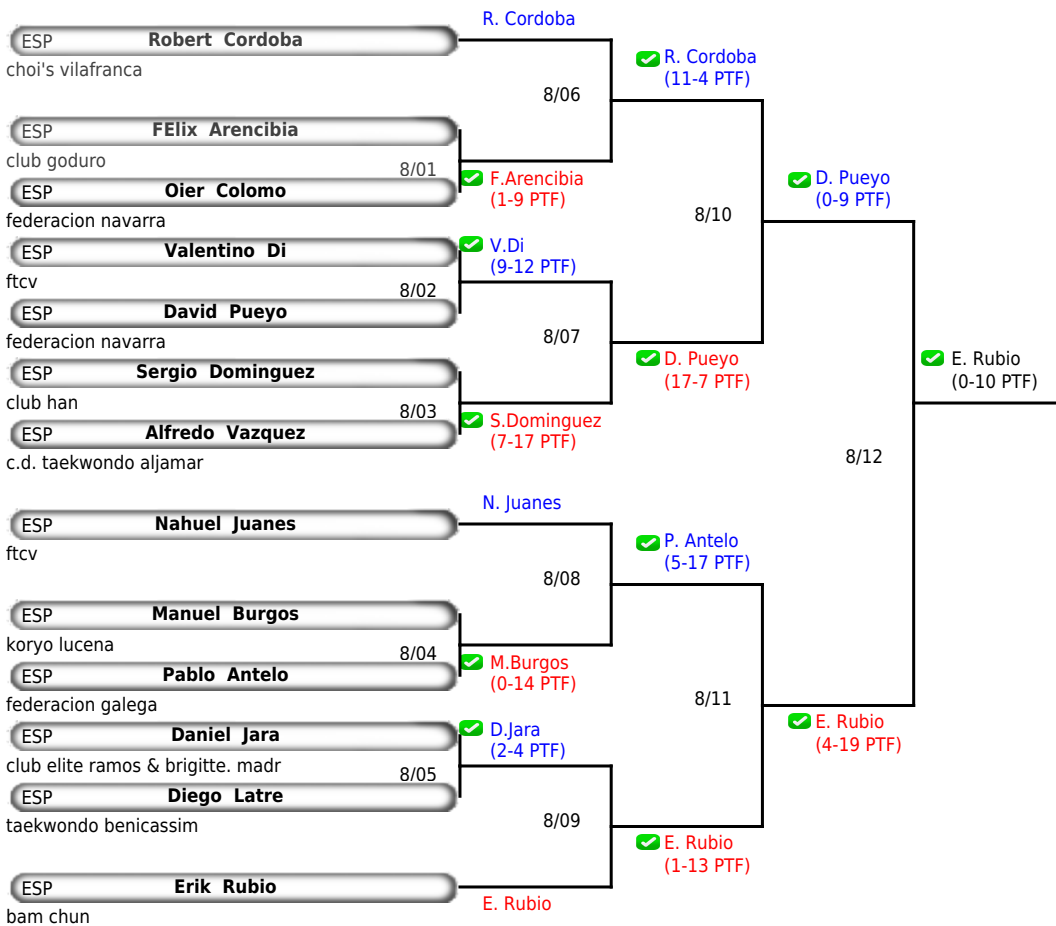 R. Cordoba
ESP Robert Cordoba
choi's vilafranca
R. Cordoba
(11-4 PTF)
8/06
ESP FElix Arencibia
club goduro
8/01
F.Arencibia
(1-9 PTF)
ESP Oier Colomo
federacion navarra
D. Pueyo
(0-9 PTF)
8/10
ESP Valentino Di
ftcv
V.Di
(9-12 PTF)
8/02
ESP David Pueyo
federacion navarra
8/07
D. Pueyo
(17-7 PTF)
ESP Sergio Dominguez
club han
8/03
S.Dominguez
(7-17 PTF)
ESP Alfredo Vazquez
c.d. taekwondo aljamar
E. Rubio
(0-10 PTF)
8/12
N. Juanes
ESP Nahuel Juanes
ftcv
P. Antelo
(5-17 PTF)
8/08
ESP Manuel Burgos
koryo lucena
8/04
M.Burgos
(0-14 PTF)
ESP Pablo Antelo
federacion galega
8/11
E. Rubio
(4-19 PTF)
ESP Daniel Jara
club elite ramos & brigitte. madr
D.Jara
(2-4 PTF)
8/05
ESP Diego Latre
taekwondo benicassim
8/09
E. Rubio
(1-13 PTF)
ESP Erik Rubio
bam chun
E. Rubio